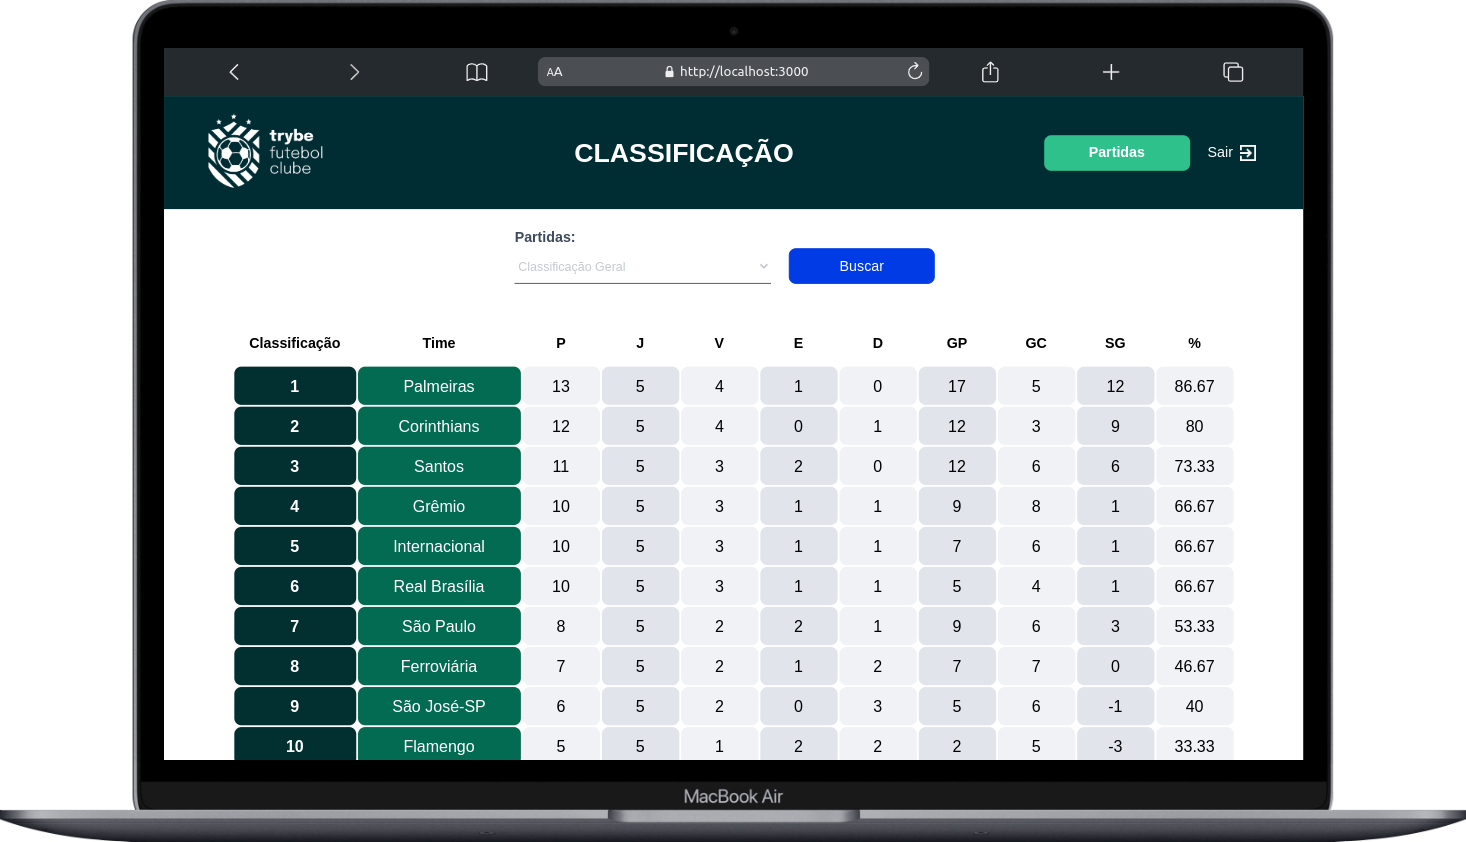 AA http://localhost:3000
trybe
futebol
clube
CLASSIFICAÇÃO
Partidas
Sair
Partidas:
Classificação Geral
Buscar
Classificação Time P J V E D GP GC SG %
1 Palmeiras 13 5 4 1 0 17 5 12 86.67
2 Corinthians 12 5 4 0 1 12 3 9 80
3 Santos 11 5 3 2 0 12 6 6 73.33
4 Grêmio 10 5 3 1 1 9 8 1 66.67
5 Internacional 10 5 3 1 1 7 6 1 66.67
6 Real Brasília 10 5 3 1 1 5 4 1 66.67
7 São Paulo 8 5 2 2 1 9 6 3 53.33
8 Ferroviária 7 5 2 1 2 7 7 0 46.67
9 São José-SP 6 5 2 0 3 5 6 -1 40
10 Flamengo 5 5 1 2 2 2 5 -3 33.33
MacBook Air